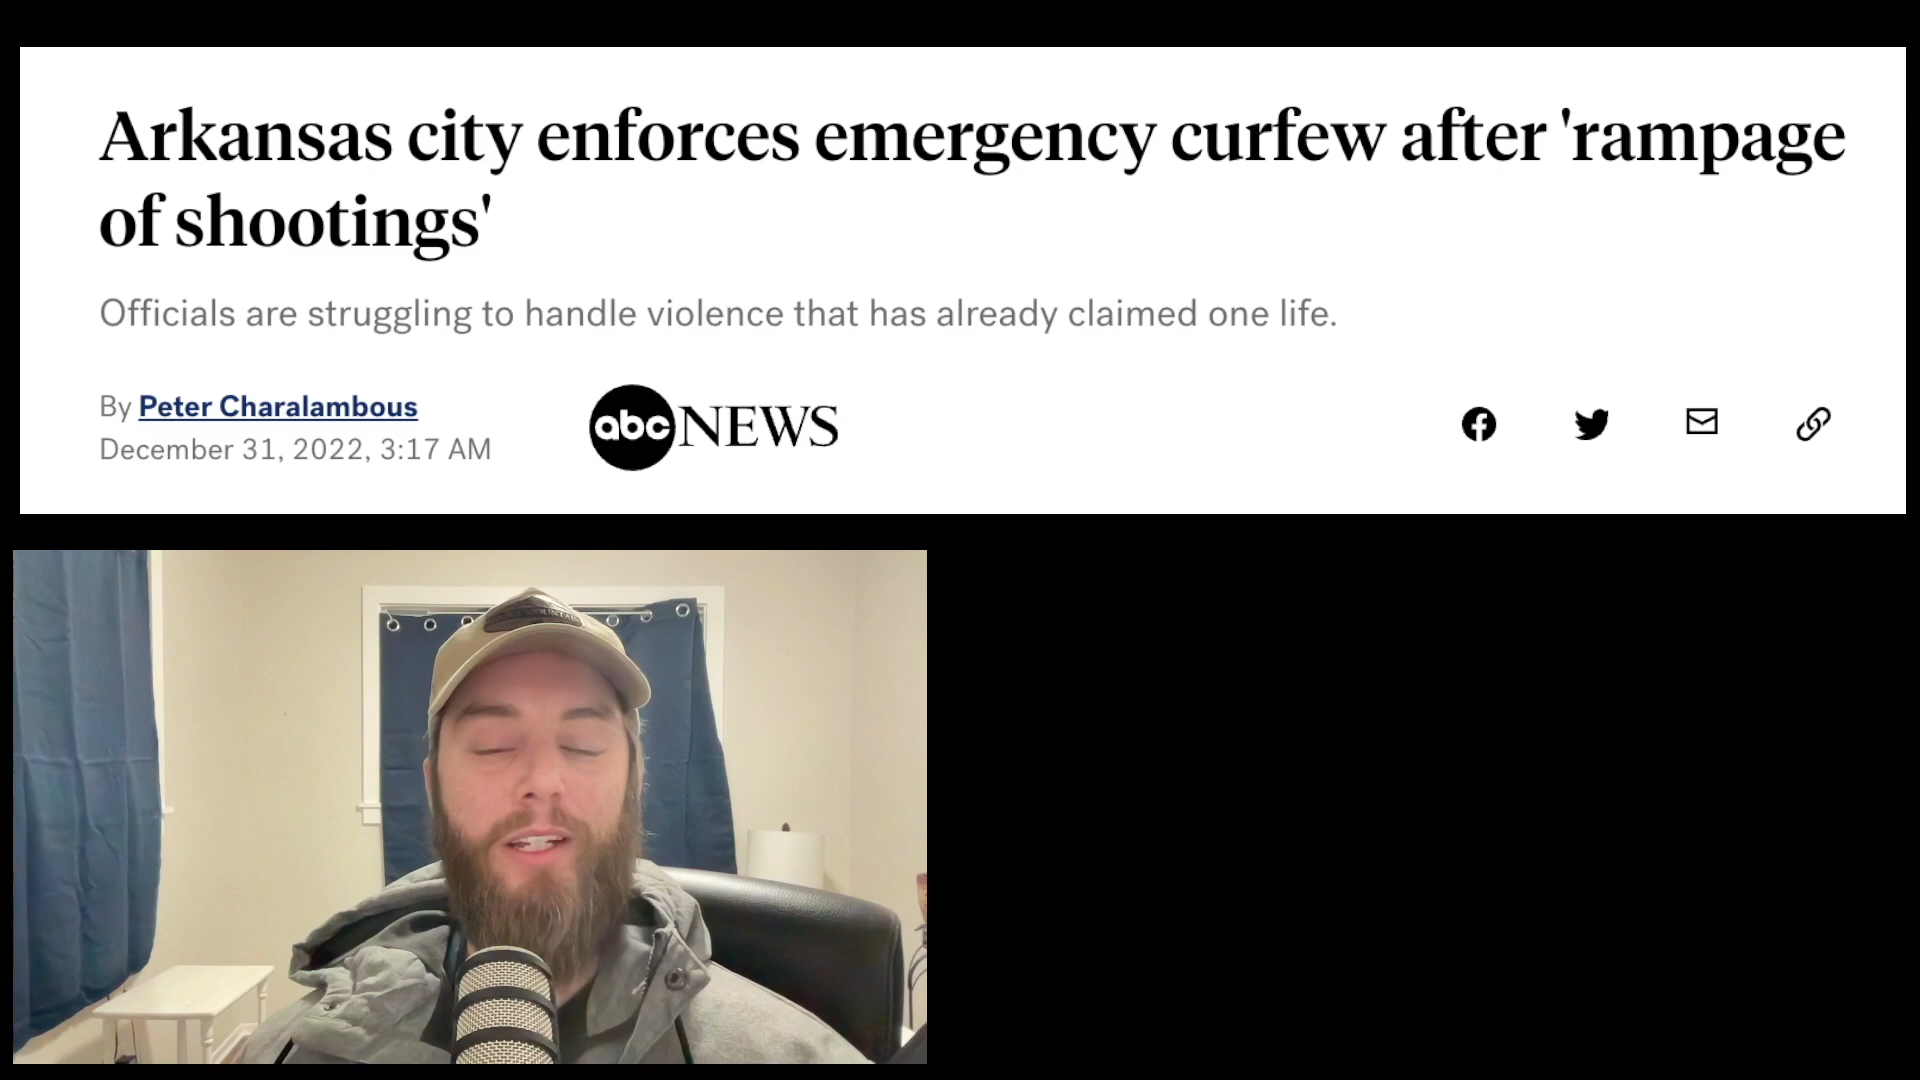 Arkansas city enforces emergency curfew after 'rampage
of shootings'
Officials are struggling to handle violence that has already claimed one life.
By Peter Charalambous
December 31, 2022, 3:17 AM
abc NEWS